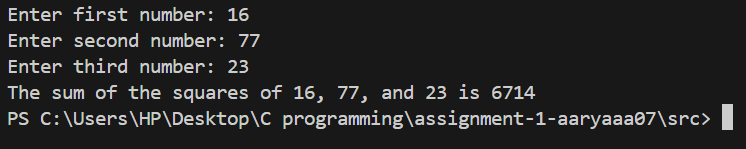 Enter first number: 16
Enter second number: 77
Enter third number: 23
The sum of the squares of 16, 77, and 23 is 6714
PS C:\Users\HP\Desktop\C programming\assignment-1-aaryaaa07\src>